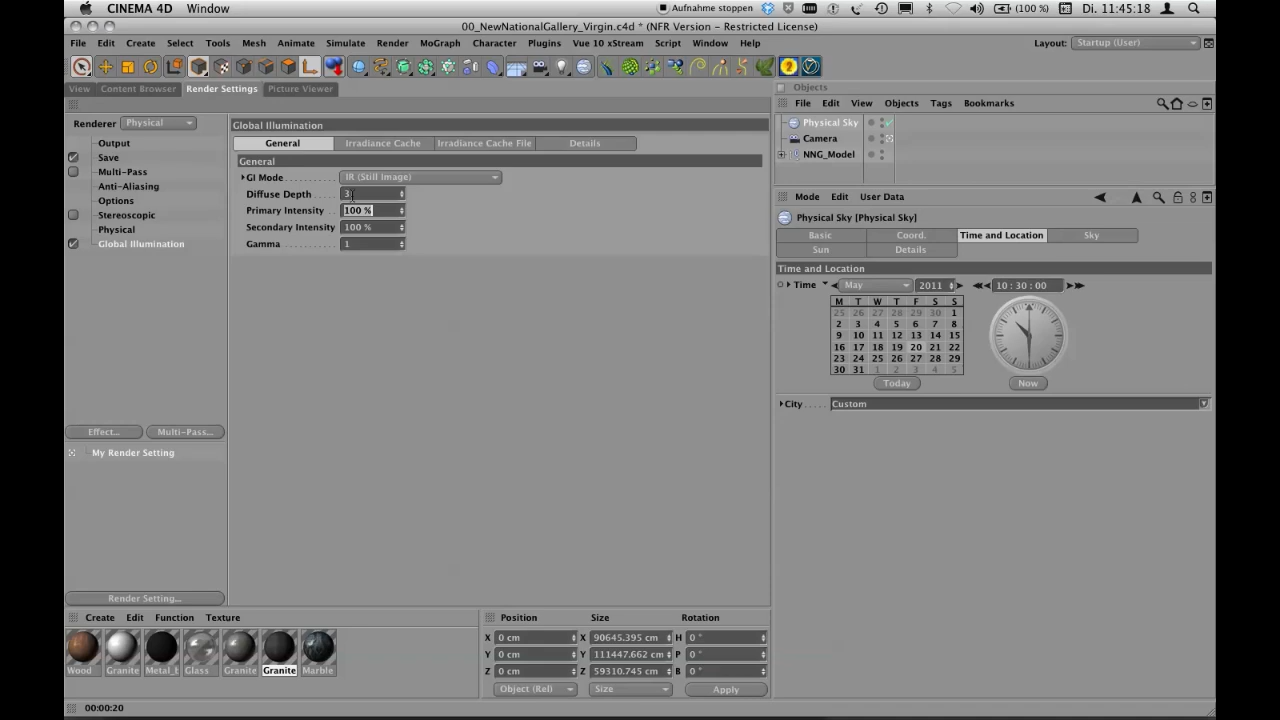 CINEMA 4D Window Aufnahme stoppen (100 %) Di. 11:45:18
00_NewNationalGallery_Virgin.c4d * (NFR Version - Restricted License)
File Edit Create Select Tools Mesh Animate Simulate Render MoGraph Character Plugins Vue 10 xStream Script Window Help Layout: Startup (User)
View Content Browser Render Settings Picture Viewer
Objects
File Edit View Objects Tags Bookmarks
Renderer Physical
Output
Save
Multi-Pass
Anti-Aliasing
Options
Stereoscopic
Physical
Global Illumination
Effect... Multi-Pass...
My Render Setting
Render Setting...
Global Illumination
General Irradiance Cache Irradiance Cache File Details
General
GI Mode IR (Still Image)
Diffuse Depth 3
Primary Intensity 100 %
Secondary Intensity 100 %
Gamma 1
Physical Sky
Camera
NNG_Model
Mode Edit User Data
Physical Sky [Physical Sky]
Basic Coord. Time and Location Sky
Sun Details
Time and Location
Time May 2011 10 : 30 : 00
M T W T F S S
25 26 27 28 29 30 1
2 3 4 5 6 7 8
9 10 11 12 13 14 15
16 17 18 19 20 21 22
23 24 25 26 27 28 29
30 31 1 2 3 4 5
Today Now
City Custom
Create Edit Function Texture
Wood Granite Metal_E Glass Granite Granite Marble
Position Size Rotation
X 0 cm X 90645.395 cm H 0 °
Y 0 cm Y 111447.662 cm P 0 °
Z 0 cm Z 59310.745 cm B 0 °
Object (Rel) Size Apply
00:00:20